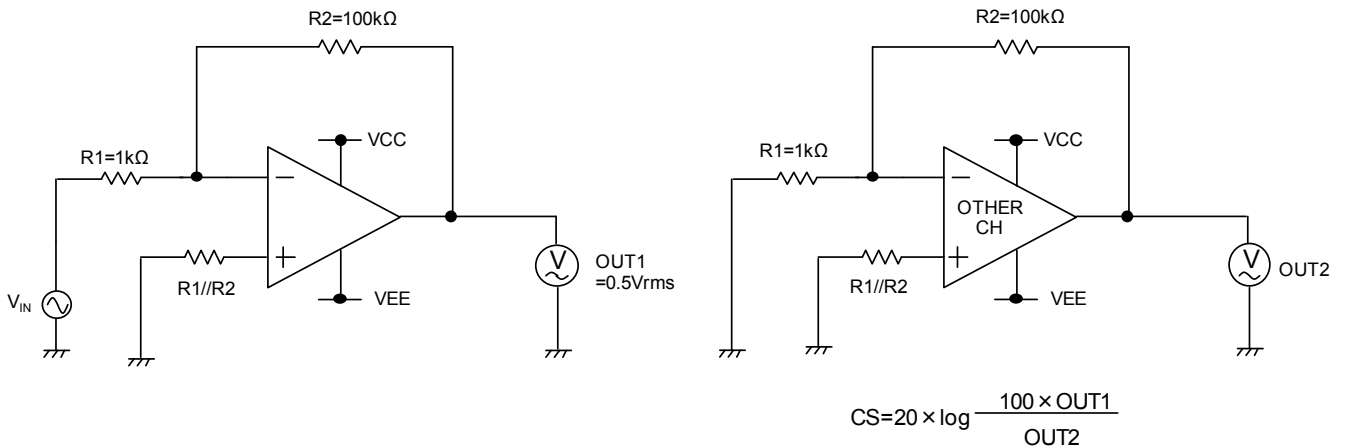 R2=100kΩ
VCC
R1=1kΩ
−
+
R1//R2
VEE
V_IN
V
OUT1
=0.5Vrms
R2=100kΩ
VCC
R1=1kΩ
−
OTHER
CH
+
R1//R2
VEE
V
OUT2
CS=20×log 100×OUT1
OUT2